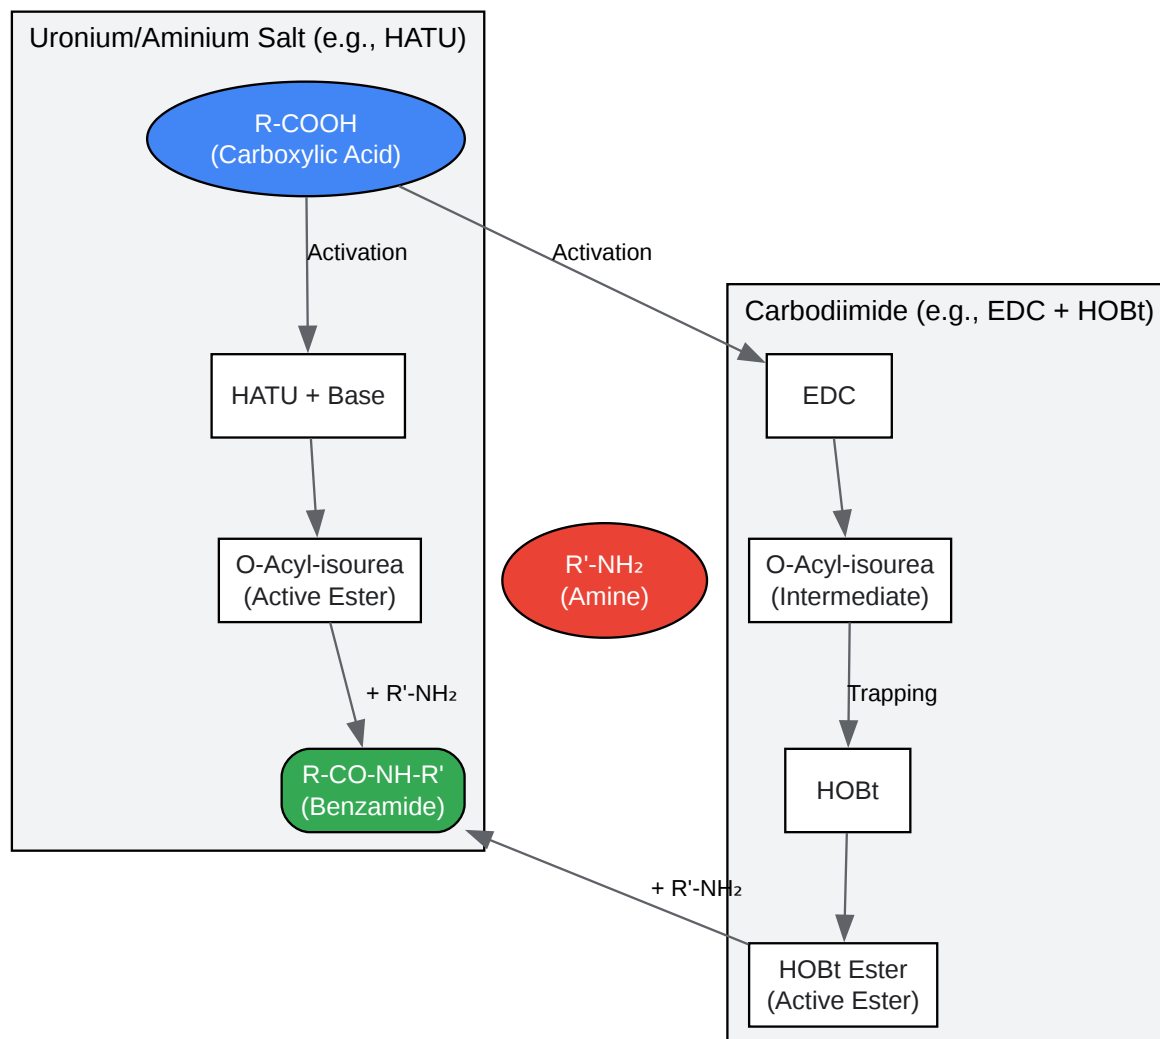 Uronium/Aminium Salt (e.g., HATU)
R-COOH
(Carboxylic Acid)
Activation
Activation
Carbodiimide (e.g., EDC + HOBt)
HATU + Base
EDC
O-Acyl-isourea
(Active Ester)
R'-NH₂
(Amine)
O-Acyl-isourea
(Intermediate)
+ R'-NH₂
Trapping
R-CO-NH-R'
(Benzamide)
HOBt
+ R'-NH₂
HOBt Ester
(Active Ester)